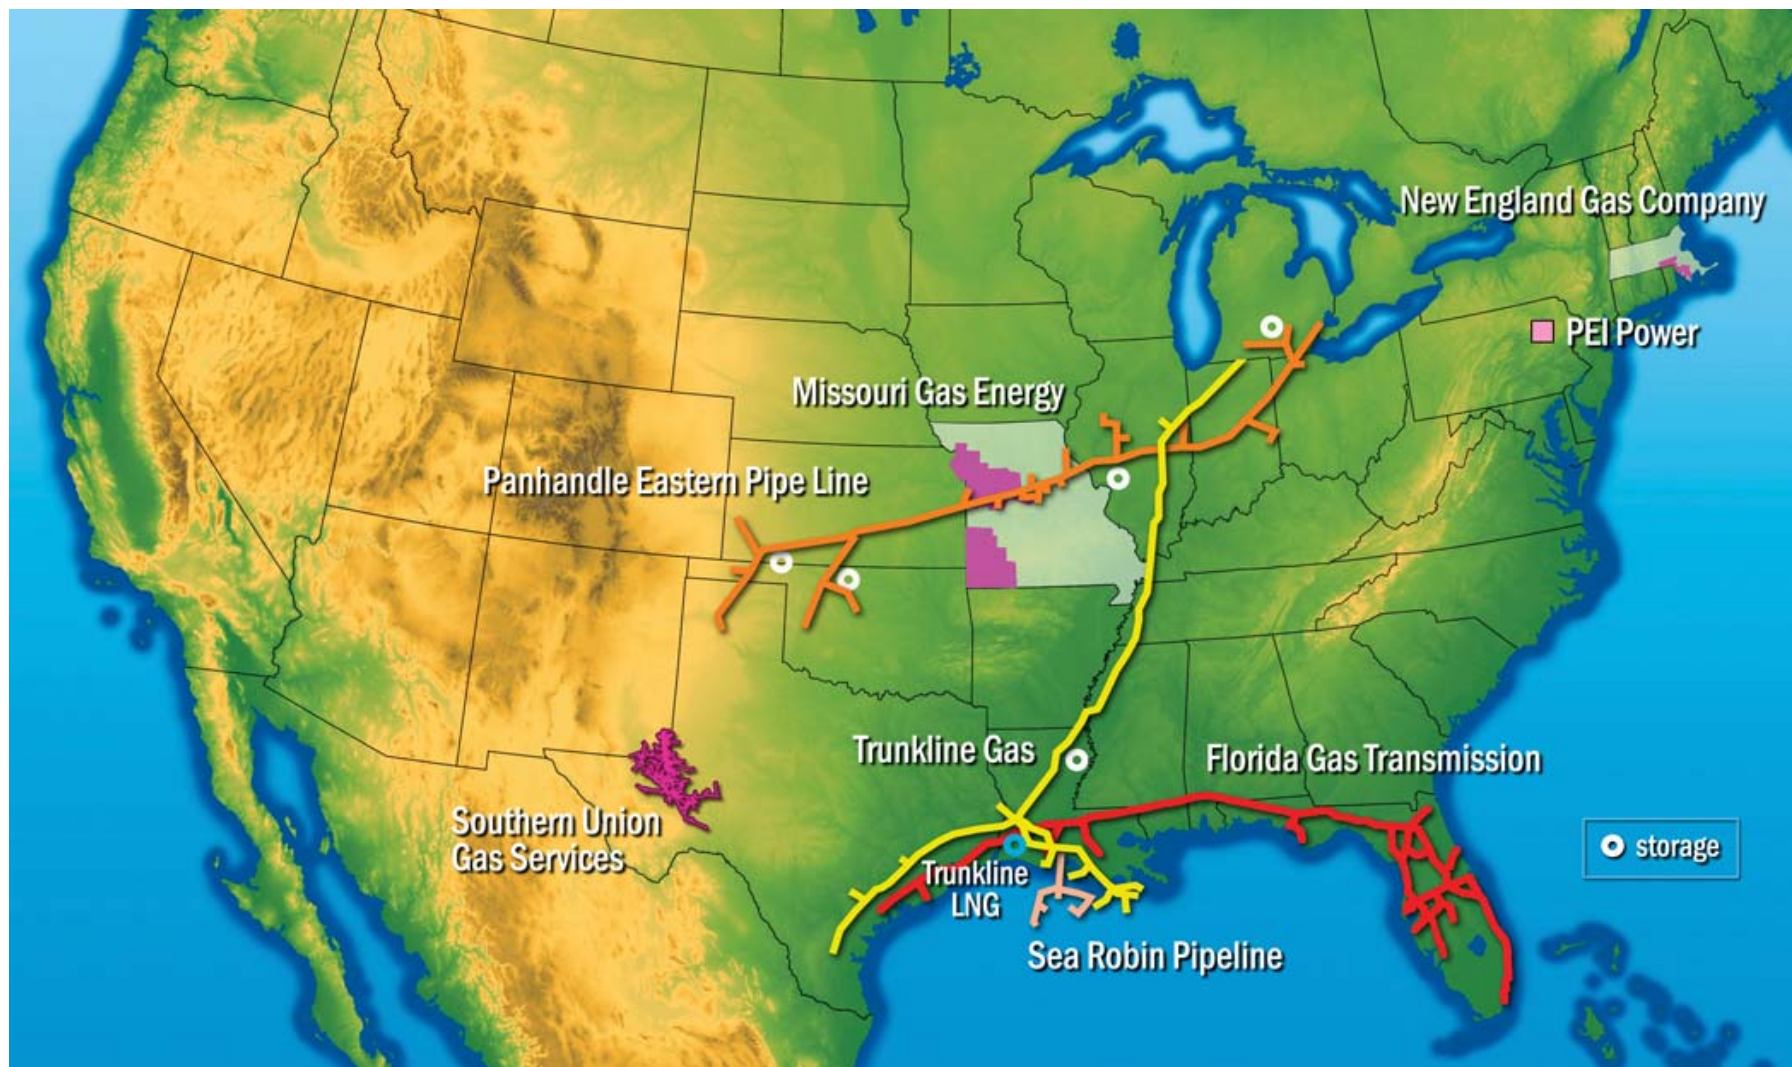 New England Gas Company
PEI Power
Missouri Gas Energy
Panhandle Eastern Pipe Line
Trunkline Gas
Florida Gas Transmission
Southern Union
Gas Services
storage
Trunkline
LNG
Sea Robin Pipeline